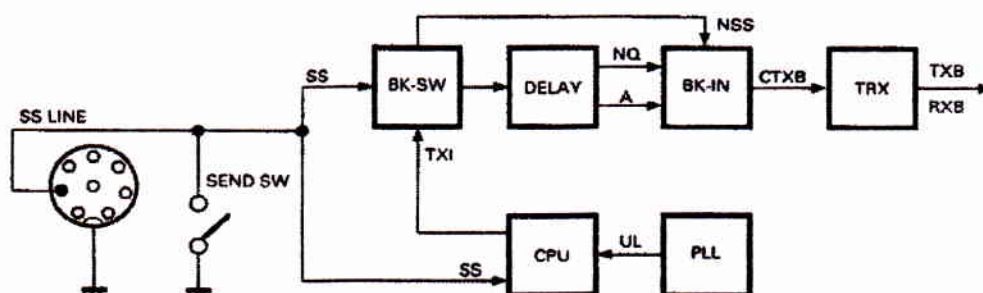 NSS
SS
BK-SW
DELAY
NQ
A
BK-IN
CTXB
TRX
TXB
RXB
SS LINE
TXI
SEND SW
SS
CPU
UL
PLL